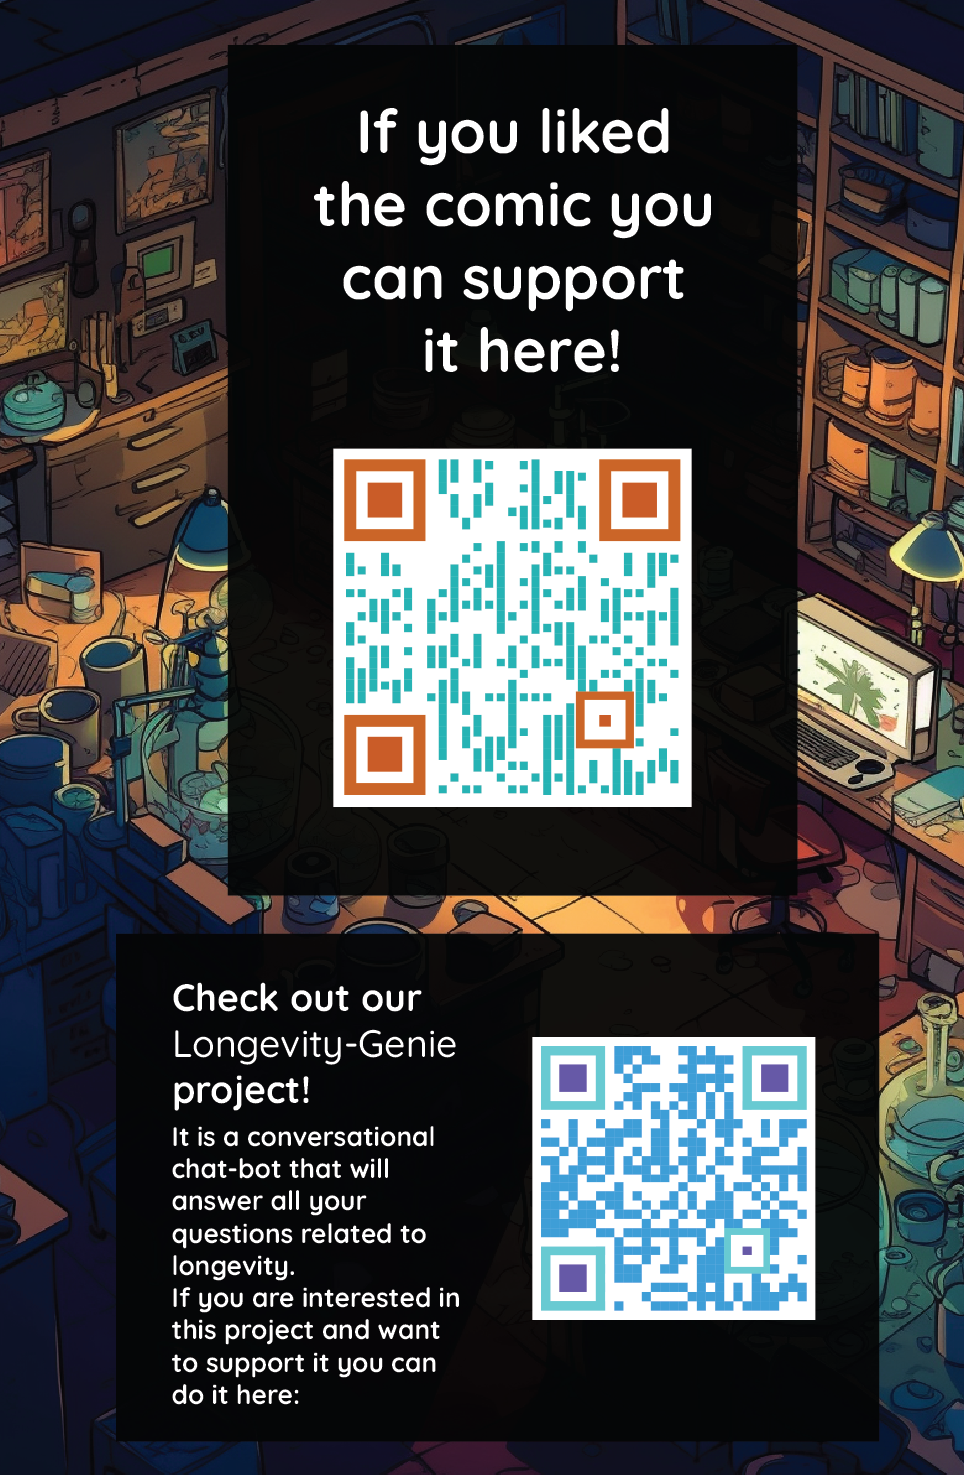 If you liked
the comic you
can support
it here!
Check out our
Longevity-Genie
project!
It is a conversational
chat-bot that will
answer all your
questions related to
longevity.
If you are interested in
this project and want
to support it you can
do it here: